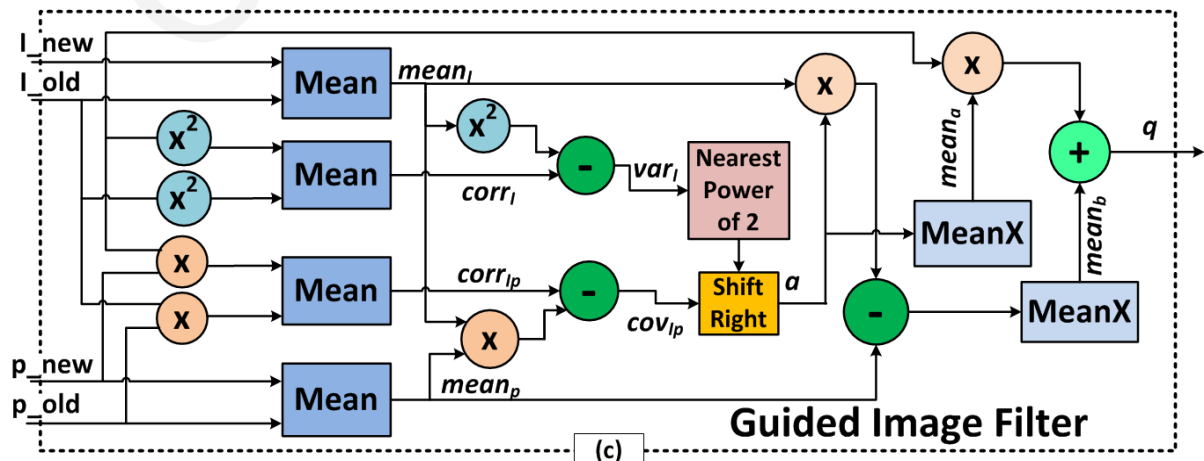 I_new
I_old
p_new
p_old
x²
x²
x
x
Mean
Mean
Mean
Mean
mean_I
corr_I
corr_Ip
mean_p
x²
x
-
-
var_I
cov_Ip
Nearest
Power
of 2
Shift
Right
a
x
-
MeanX
MeanX
mean_a
mean_b
x
+
q
Guided Image Filter
(c)